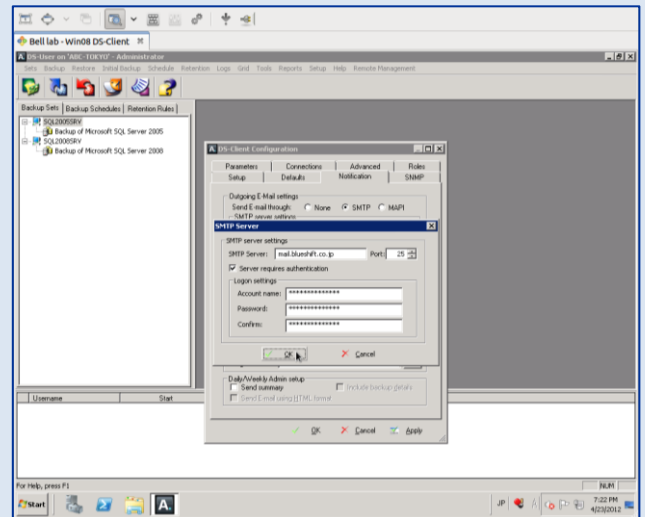 Bell lab - Win08 DS-Client
DS-User on 'ABC-TOKYO' - Administrator
Sets Backup Restore Initial Backup Schedule Retention Logs Grid Tools Reports Setup Help Remote Management
Backup Sets Backup Schedules Retention Rules
SQL2005SRV
Backup of Microsoft SQL Server 2005
SQL2008SRV
Backup of Microsoft SQL Server 2008
DS-Client Configuration
Parameters Connections Advanced Roles
Setup Defaults Notification SNMP
Outgoing E-Mail settings
Send E-mail through: None SMTP MAPI
SMTP server settings
SMTP Server
SMTP server settings
SMTP Server: mail.blueshift.co.jp Port: 25
Server requires authentication
Logon settings
Account name: **************
Password: **************
Confirm: **************
OK Cancel
Daily/Weekly Admin setup
Send summary Include backup details
Send E-mail using HTML format
OK Cancel Apply
Username Start
For Help, press F1 NUM
Start JP A 7:22 PM
4/23/2012